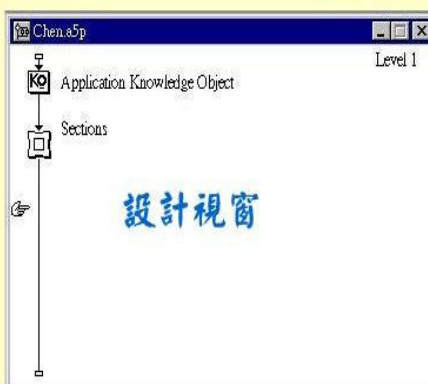 Chen.a5p
Level 1
KO
Application Knowledge Object
Sections
設計視窗